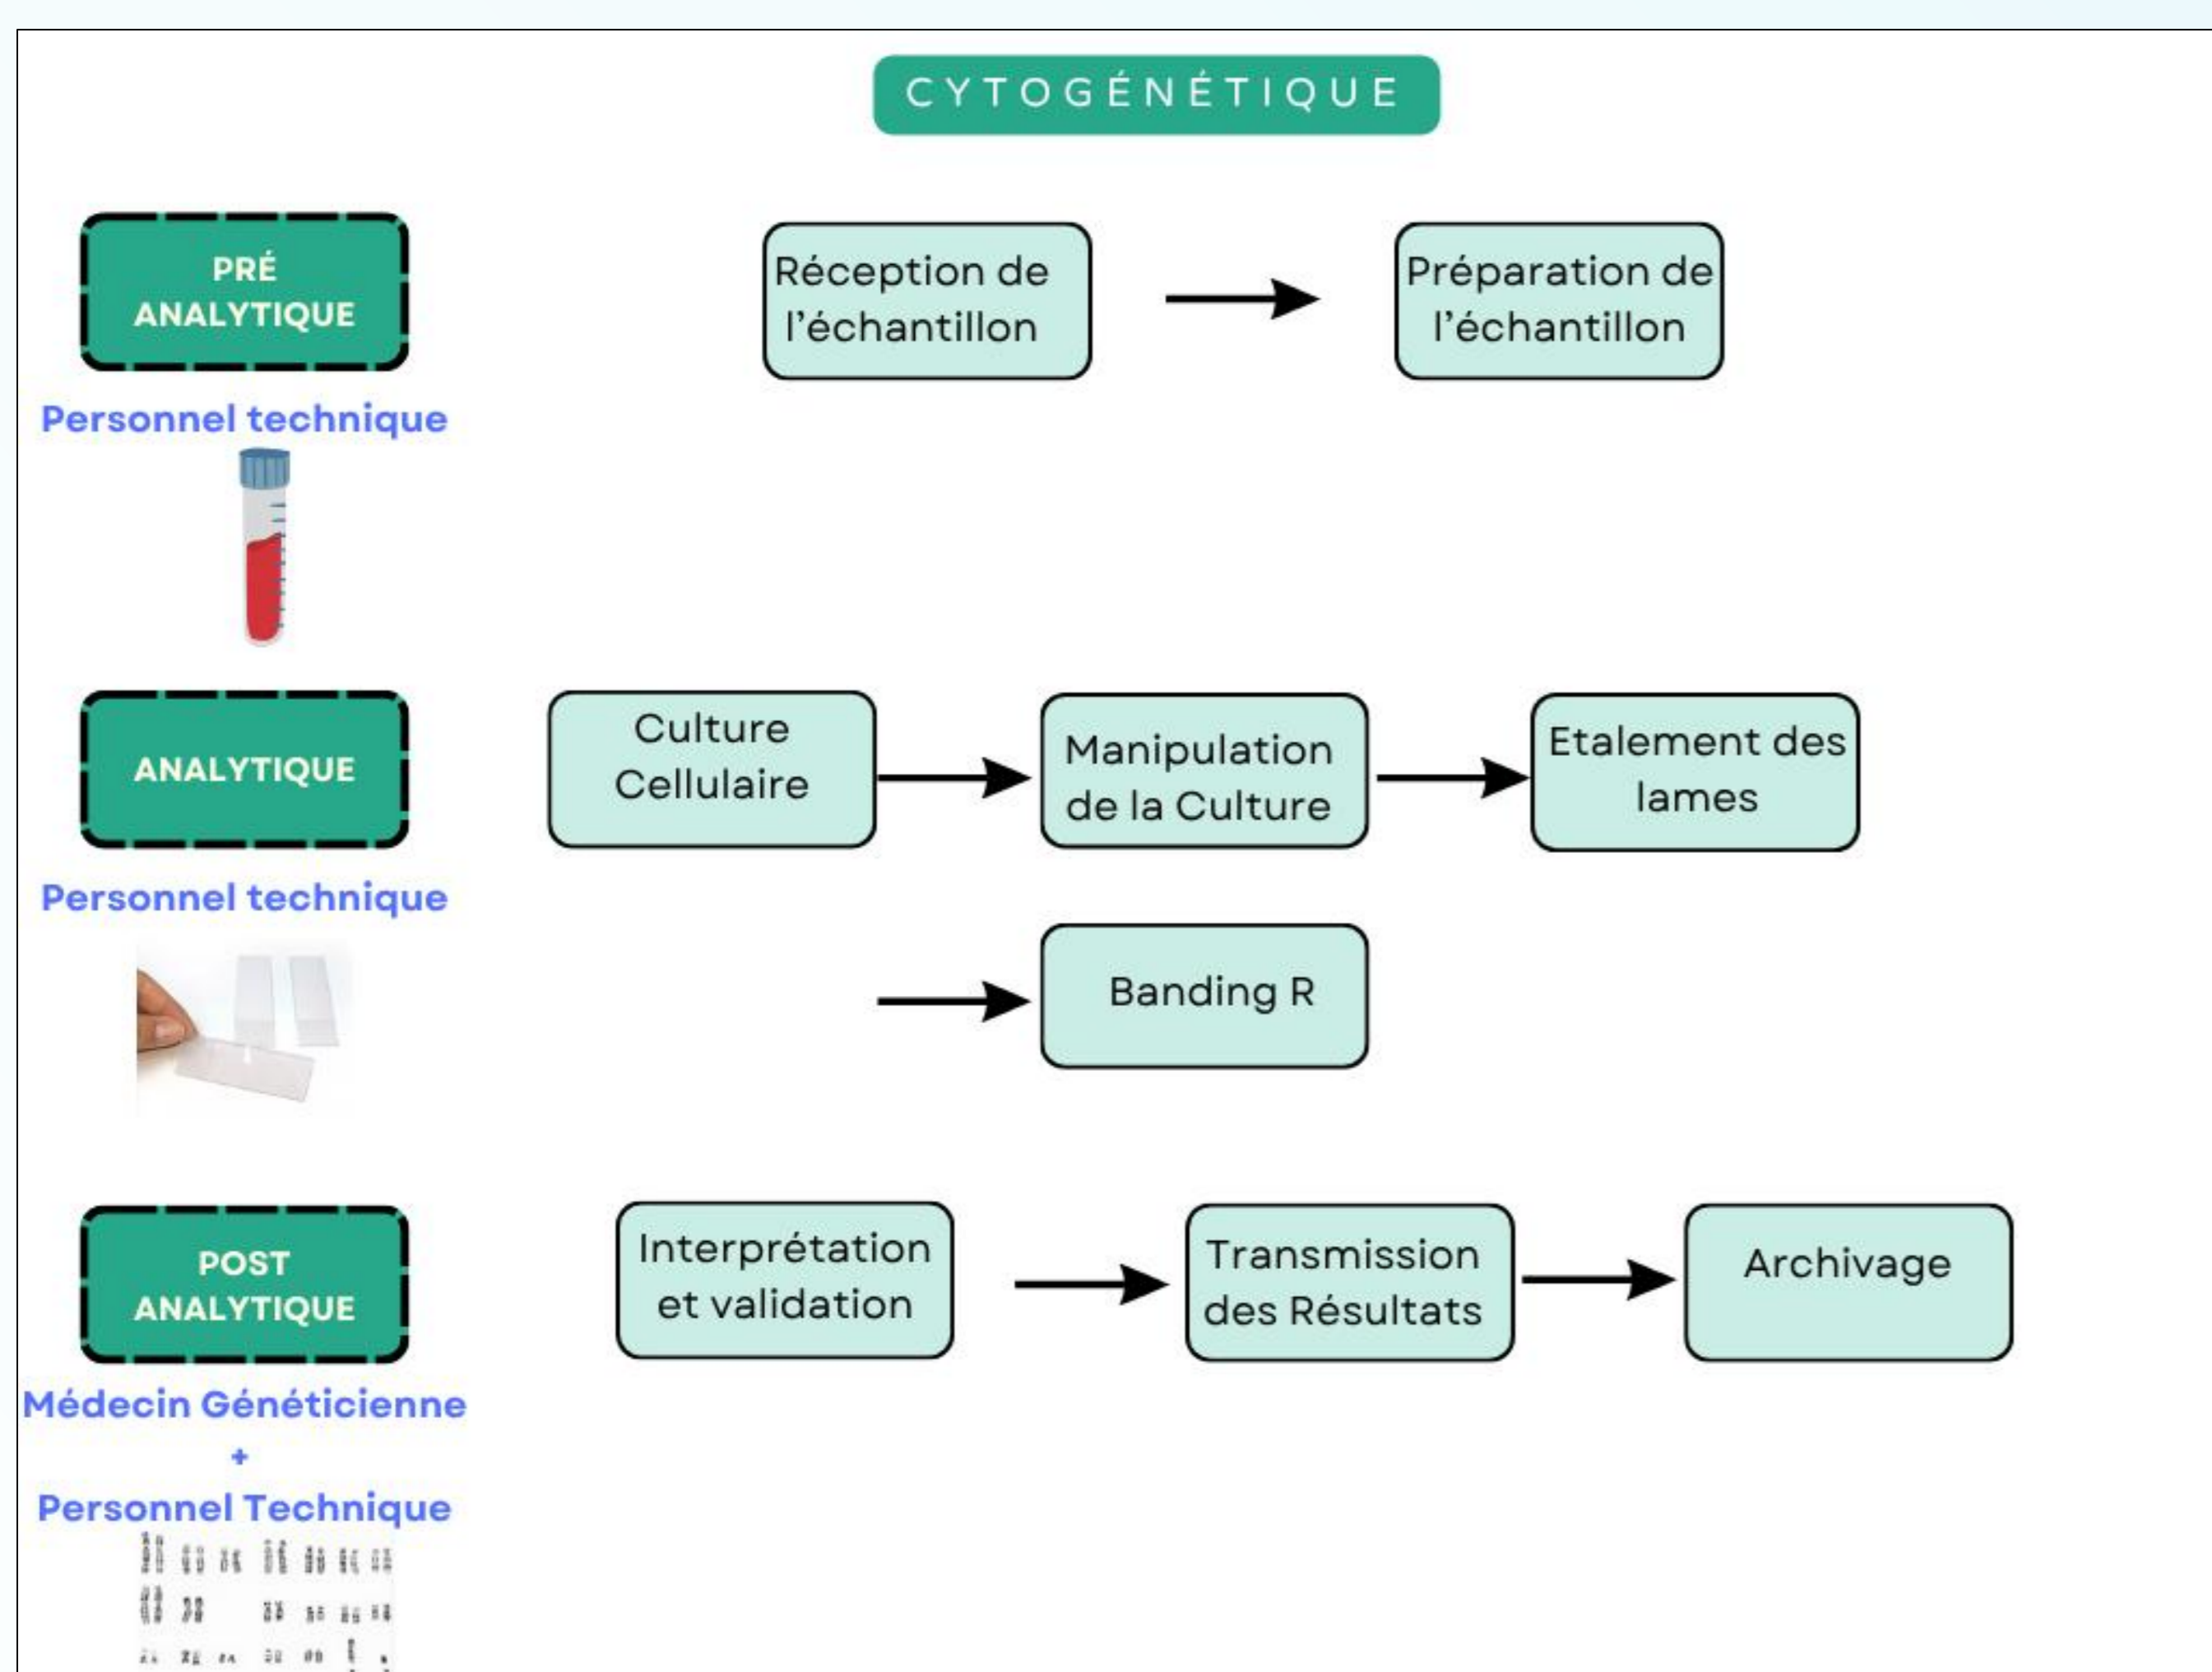 CYTOGÉNÉTIQUE
PRÉ
ANALYTIQUE
Personnel technique
Réception de
l’échantillon
Préparation de
l’échantillon
ANALYTIQUE
Personnel technique
Culture
Cellulaire
Manipulation
de la Culture
Etalement des
lames
Banding R
POST
ANALYTIQUE
Médecin Généticienne
+
Personnel Technique
Interprétation
et validation
Transmission
des Résultats
Archivage